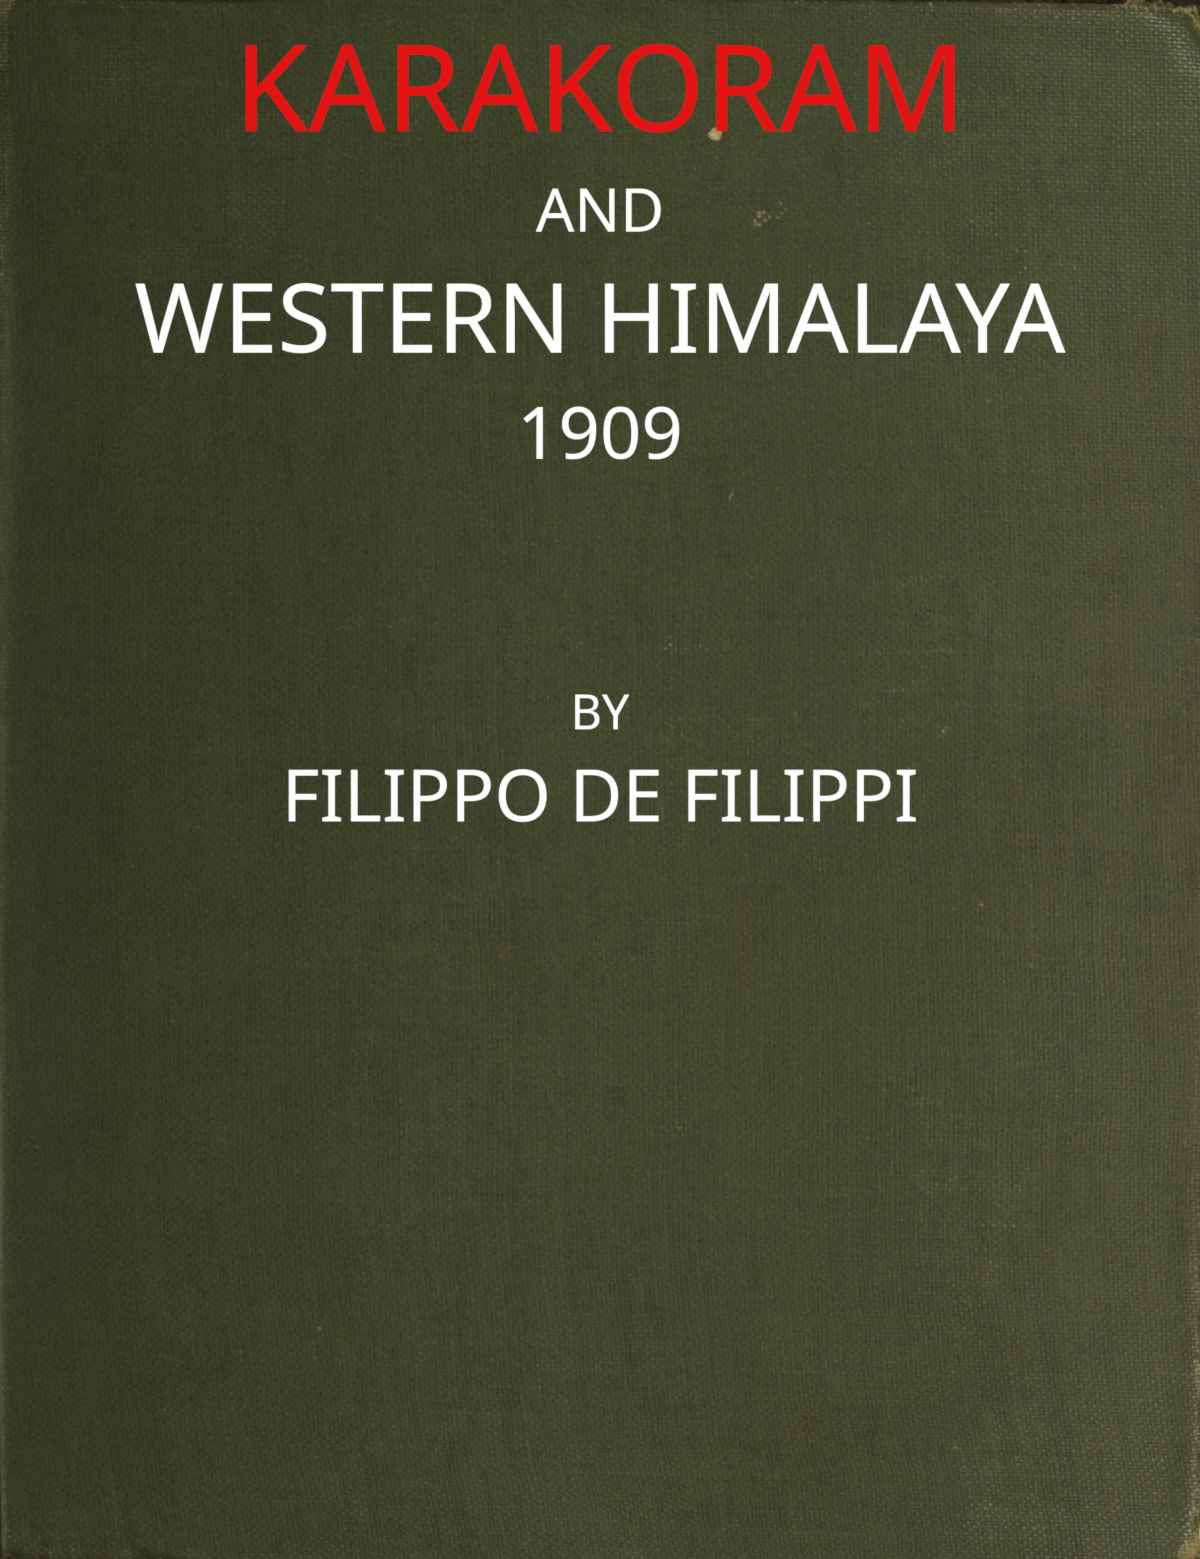 KARAKORAM
AND
WESTERN HIMALAYA
1909
BY
FILIPPO DE FILIPPI